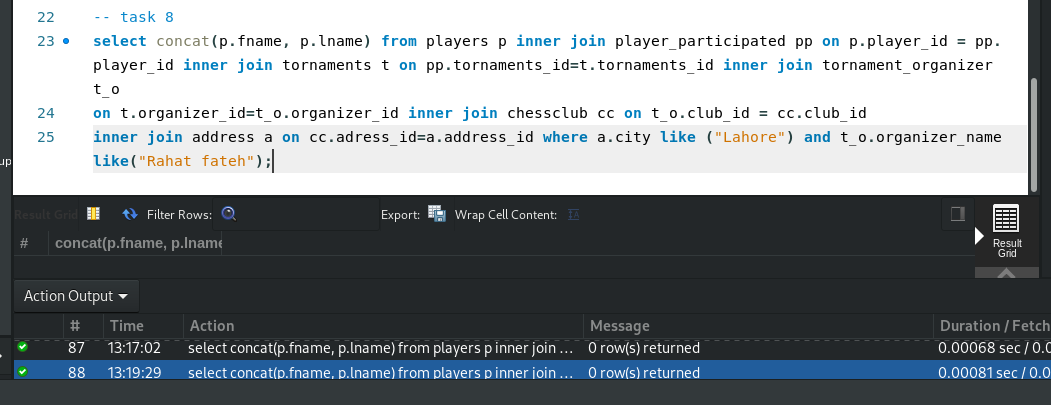 22 -- task 8
23 select concat(p.fname, p.lname) from players p inner join player_participated pp on p.player_id = pp.
player_id inner join tornaments t on pp.tornaments_id=t.tornaments_id inner join tornament_organizer
t_o
24 on t.organizer_id=t_o.organizer_id inner join chessclub cc on t_o.club_id = cc.club_id
25 inner join address a on cc.adress_id=a.address_id where a.city like ("Lahore") and t_o.organizer_name
like("Rahat fateh");
up
Result Grid Filter Rows: Export: Wrap Cell Content: IA
# concat(p.fname, p.lname
Result
Grid
Action Output
# Time Action Message Duration / Fetch
87 13:17:02 select concat(p.fname, p.lname) from players p inner join ... 0 row(s) returned 0.00068 sec / 0.0
88 13:19:29 select concat(p.fname, p.lname) from players p inner join ... 0 row(s) returned 0.00081 sec / 0.0